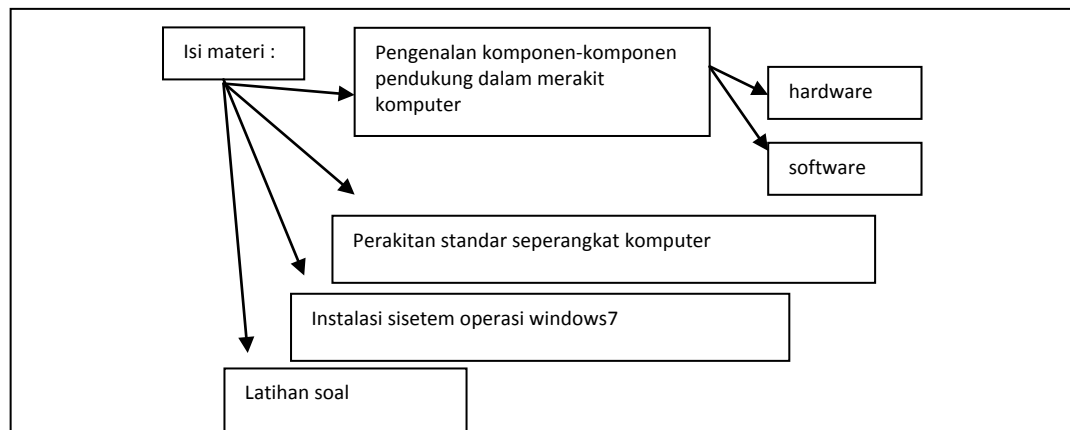 Isi materi :
Pengenalan komponen-komponen
pendukung dalam merakit
komputer
hardware
software
Perakitan standar seperangkat komputer
Instalasi sisetem operasi windows7
Latihan soal